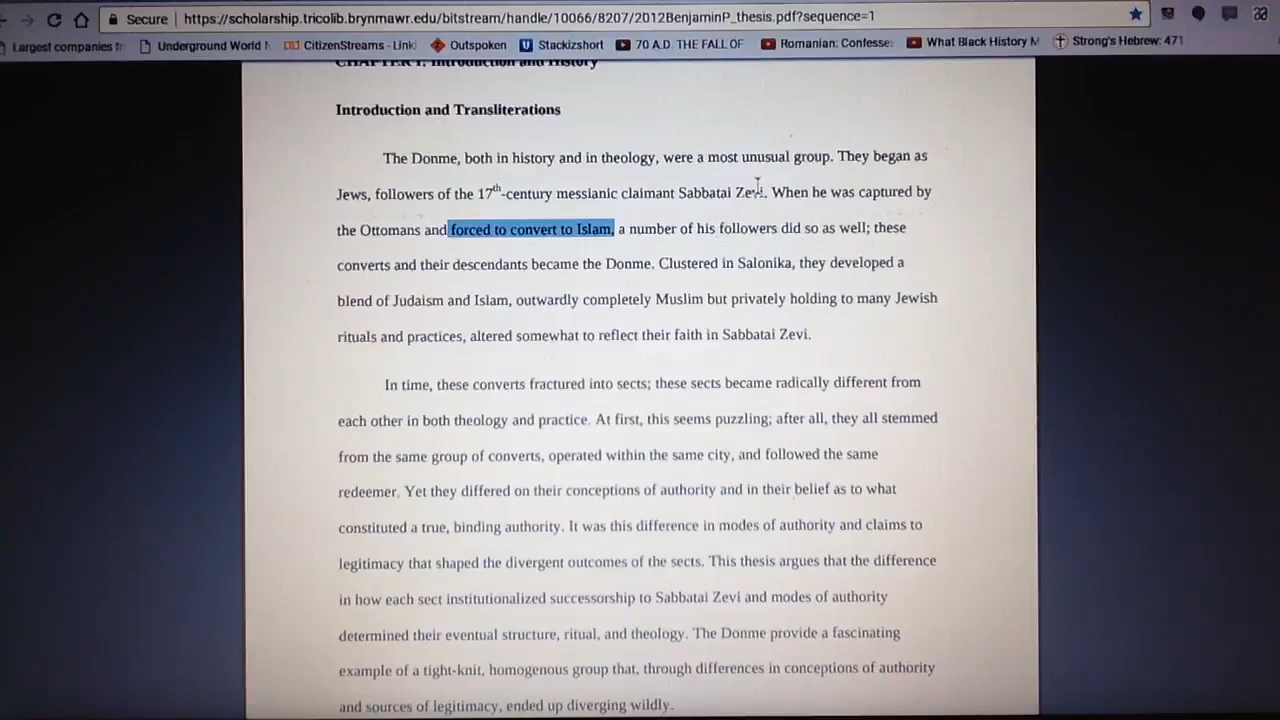 Secure | https://scholarship.tricolib.brynmawr.edu/bitstream/handle/10066/8207/2012BenjaminP_thesis.pdf?sequence=1
Largest companies Underground World CitizenStreams - Link Outspoken Stackizshort 70 A.D. THE FALL OF Romanian: Confesse What Black History M Strong's Hebrew: 471
CHAPTER I: Introduction and History
Introduction and Transliterations
The Donme, both in history and in theology, were a most unusual group. They began as
Jews, followers of the 17th-century messianic claimant Sabbatai Zevi. When he was captured by
the Ottomans and forced to convert to Islam, a number of his followers did so as well; these
converts and their descendants became the Donme. Clustered in Salonika, they developed a
blend of Judaism and Islam, outwardly completely Muslim but privately holding to many Jewish
rituals and practices, altered somewhat to reflect their faith in Sabbatai Zevi.
In time, these converts fractured into sects; these sects became radically different from
each other in both theology and practice. At first, this seems puzzling; after all, they all stemmed
from the same group of converts, operated within the same city, and followed the same
redeemer. Yet they differed on their conceptions of authority and in their belief as to what
constituted a true, binding authority. It was this difference in modes of authority and claims to
legitimacy that shaped the divergent outcomes of the sects. This thesis argues that the difference
in how each sect institutionalized successorship to Sabbatai Zevi and modes of authority
determined their eventual structure, ritual, and theology. The Donme provide a fascinating
example of a tight-knit, homogenous group that, through differences in conceptions of authority
and sources of legitimacy, ended up diverging wildly.